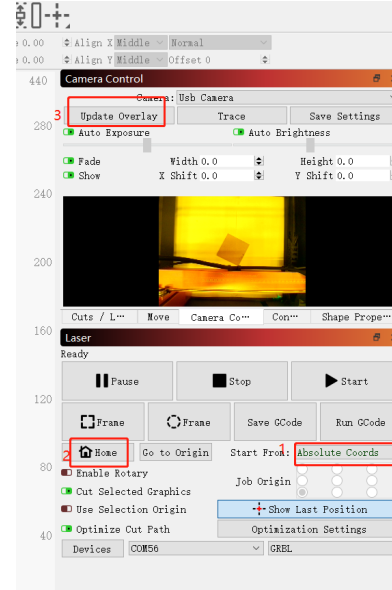 0.00 Align X Middle Normal
0.00 Align Y Middle Offset 0
440
Camera Control
Camera: Usb Camera
3 Update Overlay Trace Save Settings
280
Auto Exposure Auto Brightness
Fade Width 0.0 Height 0.0
Show X Shift 0.0 Y Shift 0.0
240
200
Cuts / L··· Move Camera Co··· Con··· Shape Prope···
160
Laser
Ready
Pause Stop Start
120
Frame Frame Save GCode Run GCode
2 Home Go to Origin Start From: 1 Absolute Coords
80
Enable Rotary
Job Origin
Cut Selected Graphics
Use Selection Origin Show Last Position
Optimize Cut Path Optimization Settings
40
Devices COM56 GRBL